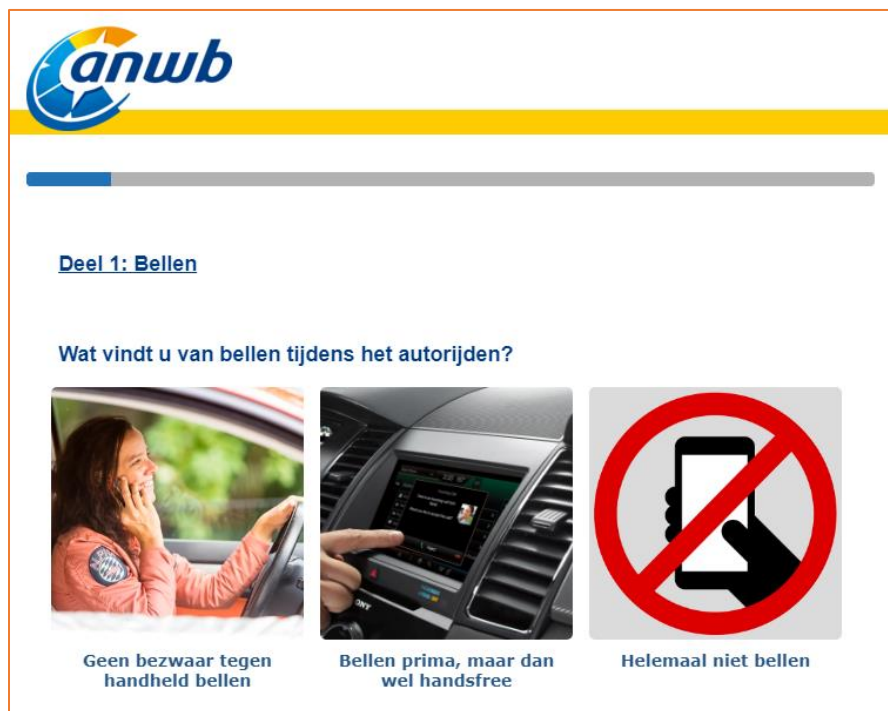 anwb
Deel 1: Bellen
Wat vindt u van bellen tijdens het autorijden?
SONY
Geen bezwaar tegen
handheld bellen
Bellen prima, maar dan
wel handsfree
Helemaal niet bellen